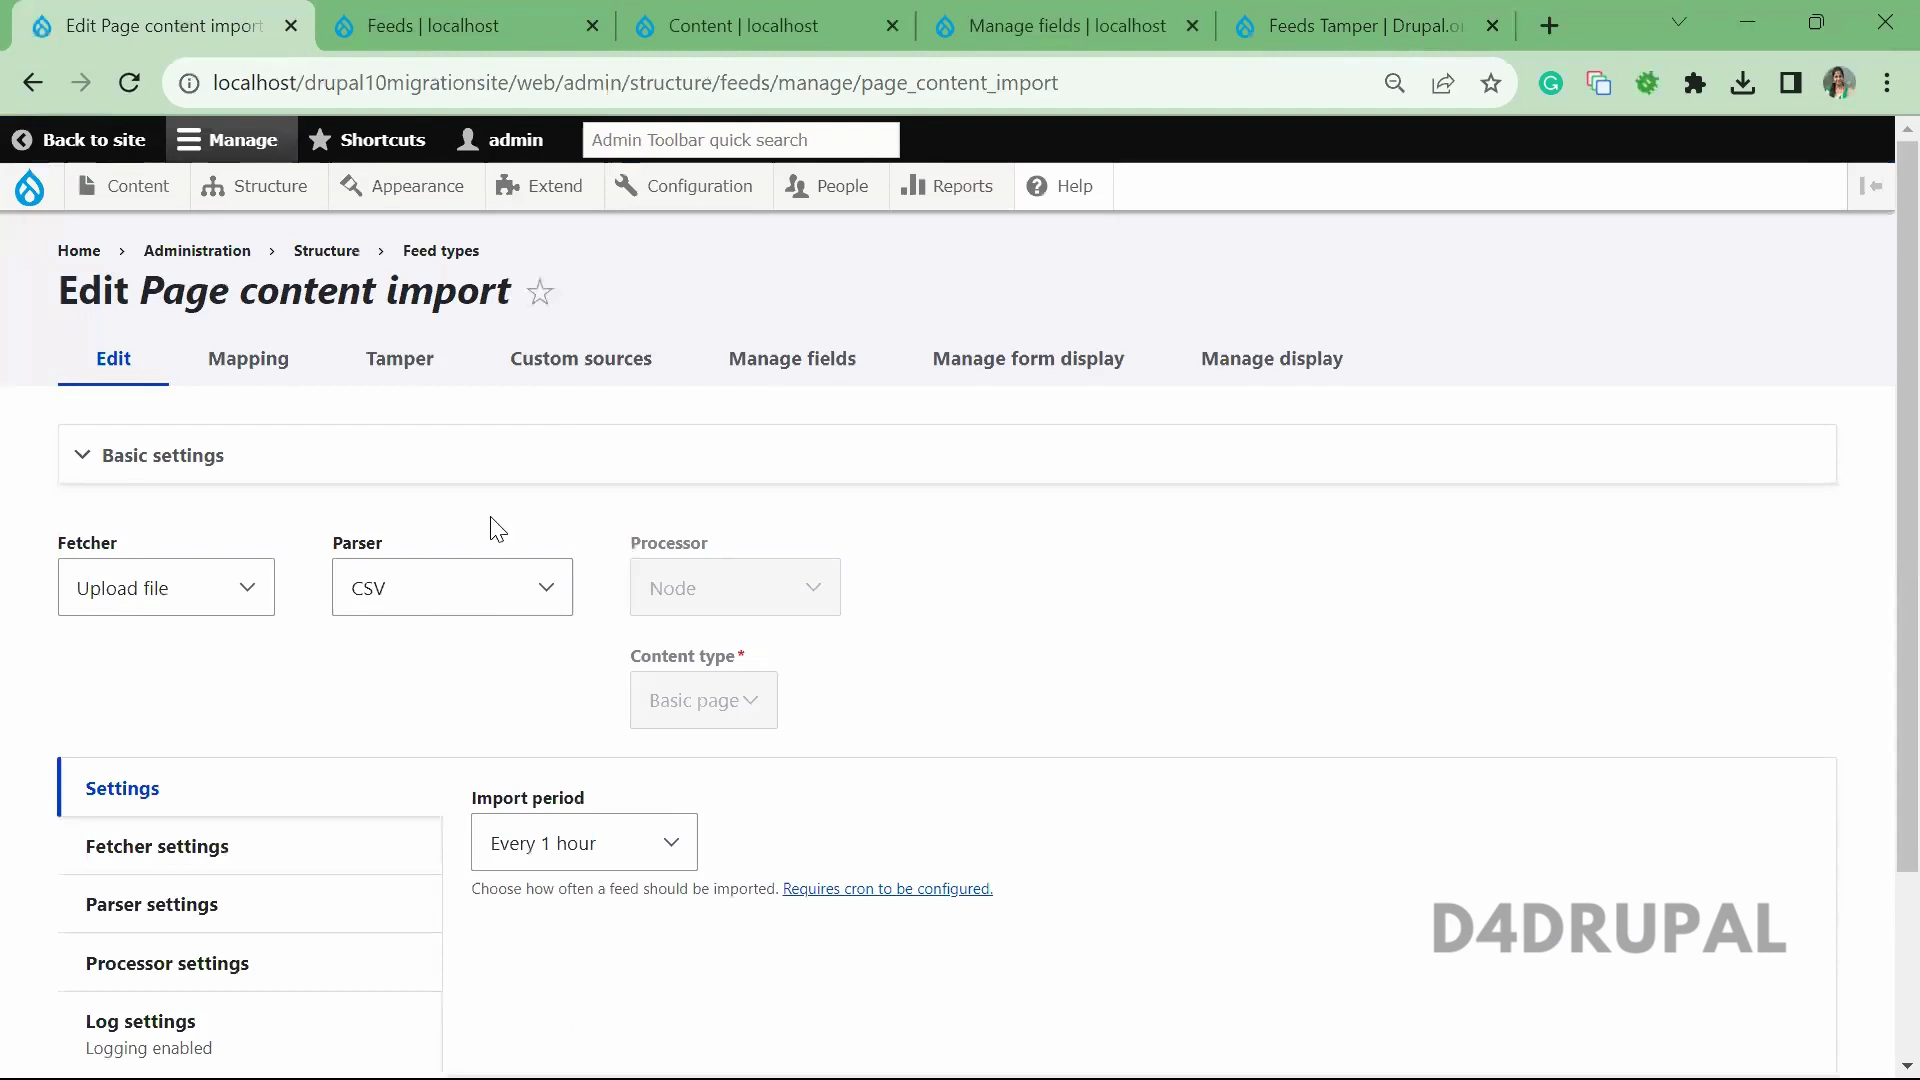 Edit Page content import
Feeds | localhost
Content | localhost
Manage fields | localhost
Feeds Tamper | Drupal.o
localhost/drupal10migrationsite/web/admin/structure/feeds/manage/page_content_import
Back to site
Manage
Shortcuts
admin
Admin Toolbar quick search
Content
Structure
Appearance
Extend
Configuration
People
Reports
Help
Home › Administration › Structure › Feed types
Edit Page content import
Edit
Mapping
Tamper
Custom sources
Manage fields
Manage form display
Manage display
Basic settings
Fetcher
Parser
Processor
Upload file
CSV
Node
Content type*
Basic page
Settings
Import period
Every 1 hour
Choose how often a feed should be imported. Requires cron to be configured.
Fetcher settings
Parser settings
Processor settings
Log settings
Logging enabled
D4DRUPAL